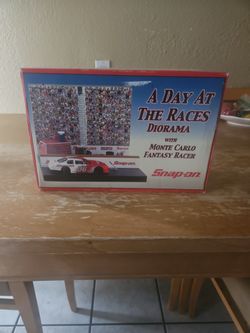 A DAY AT
THE RACES
DIORAMA
WITH
MONTE CARLO
FANTASY RACER
Snap-on